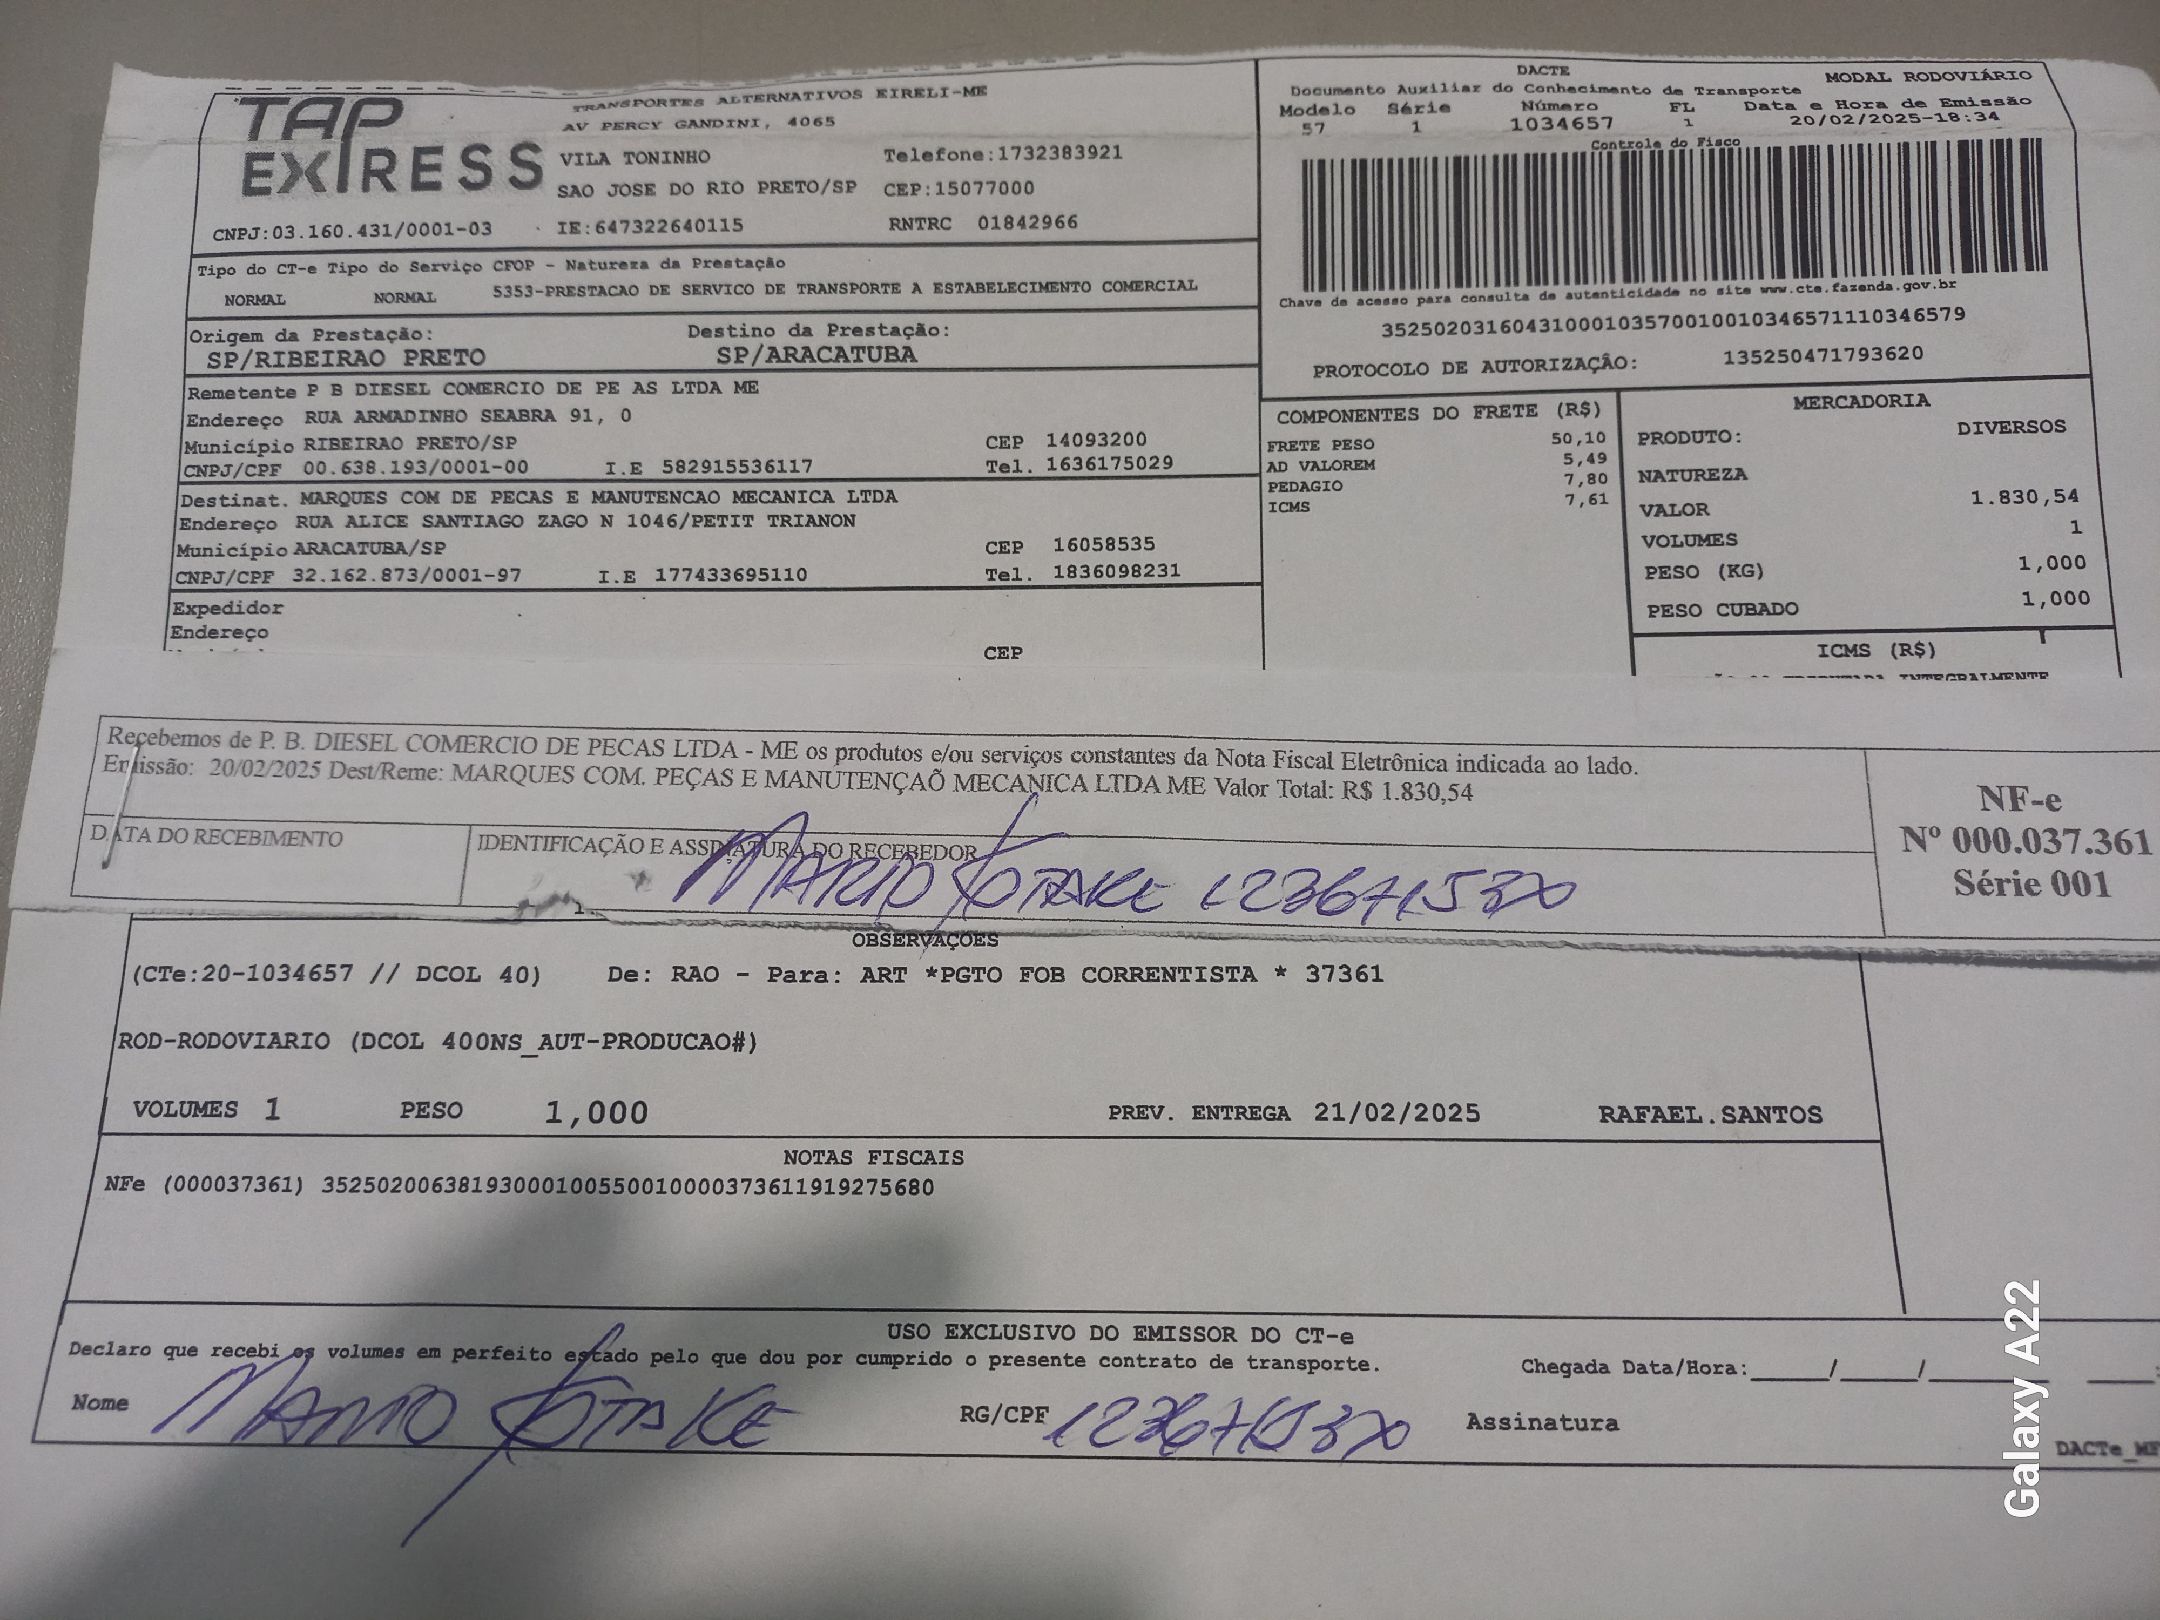 TAP EXPRESS
TRANSPORTES ALTERNATIVOS EIRELI-ME
AV PERCY GANDINI, 4065
VILA TONINHO Telefone:1732383921
SAO JOSE DO RIO PRETO/SP CEP:15077000
CNPJ:03.160.431/0001-03 IE:647322640115 RNTRC 01842966
DACTE MODAL RODOVIÁRIO
Documento Auxiliar do Conhecimento de Transporte
Modelo Série Número FL Data e Hora de Emissão
57 1 1034657 1 20/02/2025-18:34
Controle do Fisco
Chave de acesso para consulta de autenticidade no site www.cte.fazenda.gov.br
35250203160431000103570010010346571110346579
PROTOCOLO DE AUTORIZAÇÃO: 135250471793620
Tipo do CT-e Tipo do Serviço CFOP - Natureza da Prestação
NORMAL NORMAL 5353-PRESTACAO DE SERVICO DE TRANSPORTE A ESTABELECIMENTO COMERCIAL
Origem da Prestação: Destino da Prestação:
SP/RIBEIRAO PRETO SP/ARACATUBA
Remetente P B DIESEL COMERCIO DE PE AS LTDA ME
Endereço RUA ARMADINHO SEABRA 91, 0
Município RIBEIRAO PRETO/SP CEP 14093200
CNPJ/CPF 00.638.193/0001-00 I.E 582915536117 Tel. 1636175029
Destinat. MARQUES COM DE PECAS E MANUTENCAO MECANICA LTDA
Endereço RUA ALICE SANTIAGO ZAGO N 1046/PETIT TRIANON
Município ARACATUBA/SP CEP 16058535
CNPJ/CPF 32.162.873/0001-97 I.E 177433695110 Tel. 1836098231
Expedidor
Endereço
CEP
COMPONENTES DO FRETE (R$)
FRETE PESO 50,10
AD VALOREM 5,49
PEDAGIO 7,80
ICMS 7,61
MERCADORIA
PRODUTO: DIVERSOS
NATUREZA
VALOR 1.830,54
VOLUMES 1
PESO (KG) 1,000
PESO CUBADO 1,000
ICMS (R$)
INTEGRALMENTE
Recebemos de P. B. DIESEL COMERCIO DE PECAS LTDA - ME os produtos e/ou serviços constantes da Nota Fiscal Eletrônica indicada ao lado.
Emissão: 20/02/2025 Dest/Reme: MARQUES COM. PEÇAS E MANUTENÇAÕ MECANICA LTDA ME Valor Total: R$ 1.830,54
DATA DO RECEBIMENTO IDENTIFICAÇÃO E ASSINATURA DO RECEBEDOR
MARIO
NF-e
Nº 000.037.361
Série 001
OBSERVAÇOES
(CTe:20-1034657 // DCOL 40) De: RAO - Para: ART *PGTO FOB CORRENTISTA * 37361
ROD-RODOVIARIO (DCOL 400NS_AUT-PRODUCAO#)
VOLUMES 1 PESO 1,000 PREV. ENTREGA 21/02/2025 RAFAEL.SANTOS
NOTAS FISCAIS
NFe (000037361) 35250200638193000100550010000373611919275680
USO EXCLUSIVO DO EMISSOR DO CT-e
Declaro que recebi os volumes em perfeito estado pelo que dou por cumprido o presente contrato de transporte. Chegada Data/Hora:_____/_____/________
Nome MARIO RG/CPF Assinatura
Galaxy A22